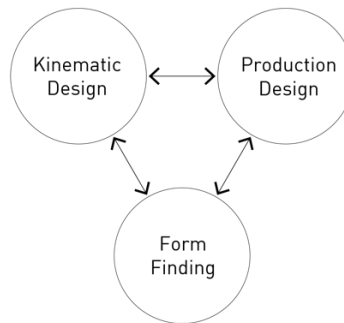 Kinematic
Design
Production
Design
Form
Finding